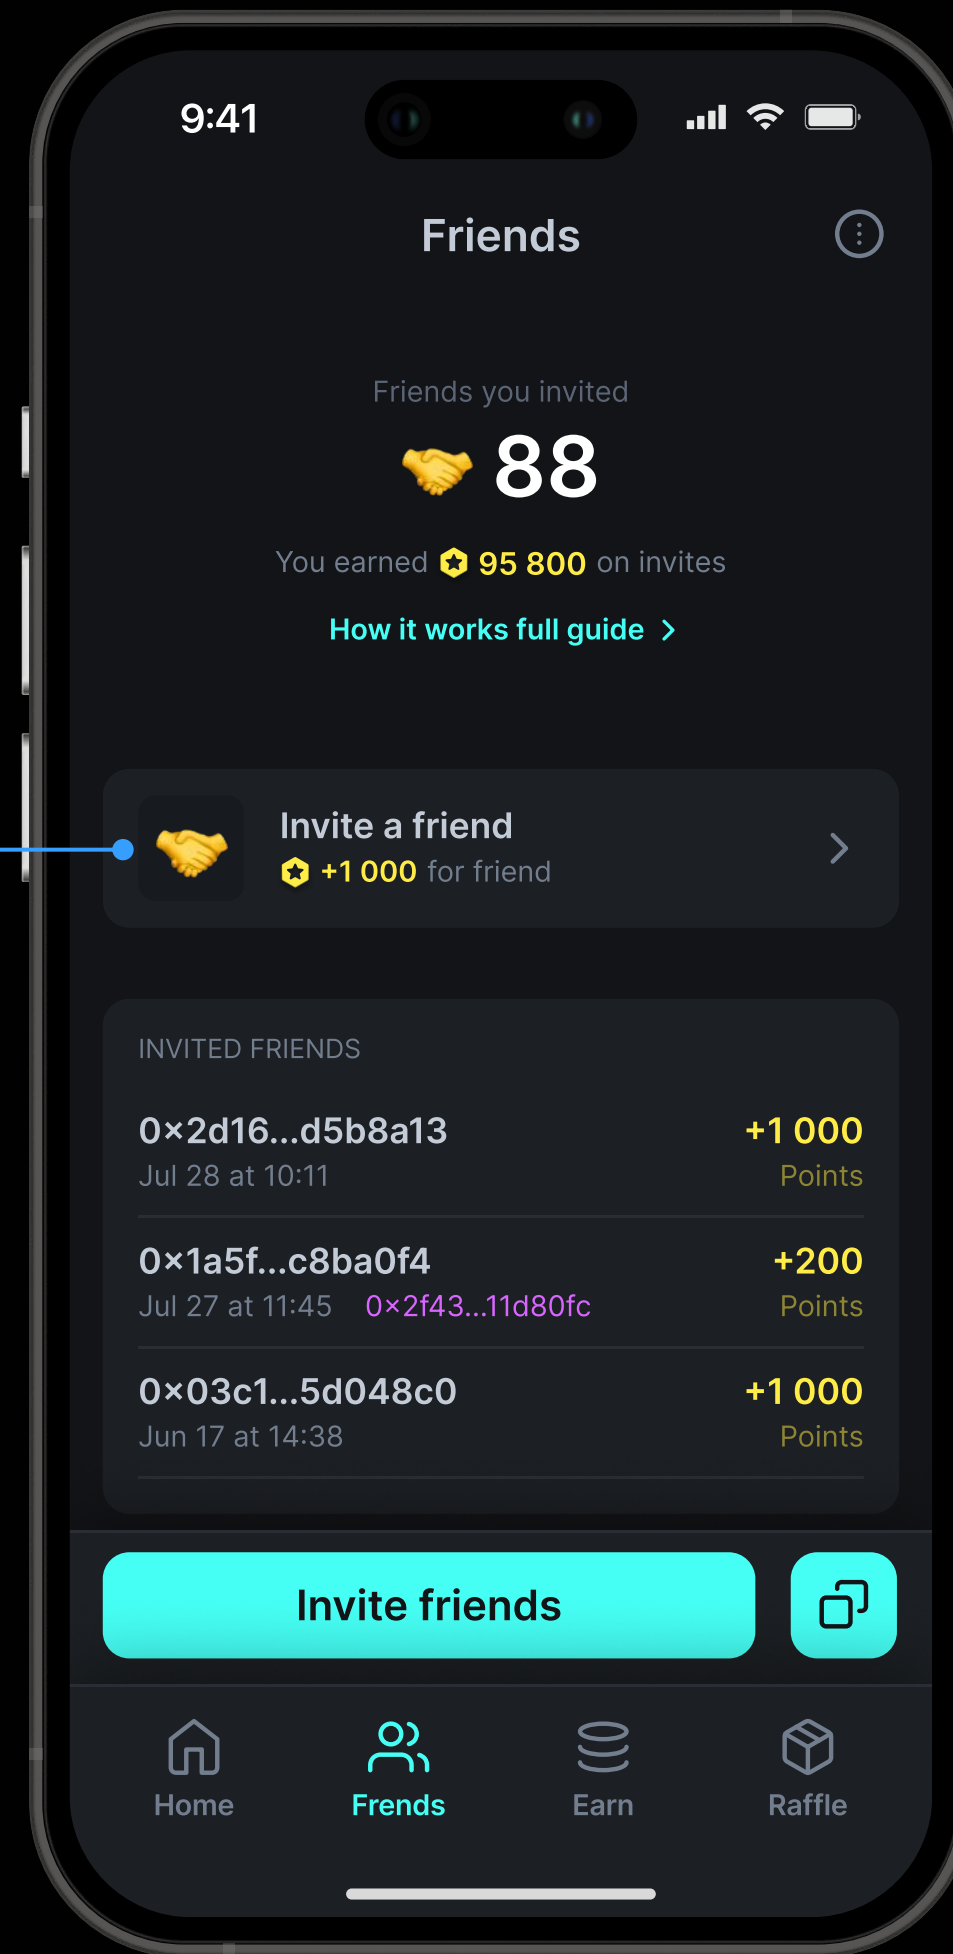 9:41
Friends
Friends you invited
88
You earned 95 800 on invites
How it works full guide
Invite a friend
+1 000 for friend
INVITED FRIENDS
0×2d16...d5b8a13 +1 000
Jul 28 at 10:11 Points
0×1a5f...c8ba0f4 +200
Jul 27 at 11:45 0×2f43...11d80fc Points
0×03c1...5d048c0 +1 000
Jun 17 at 14:38 Points
Invite friends
Home Frends Earn Raffle